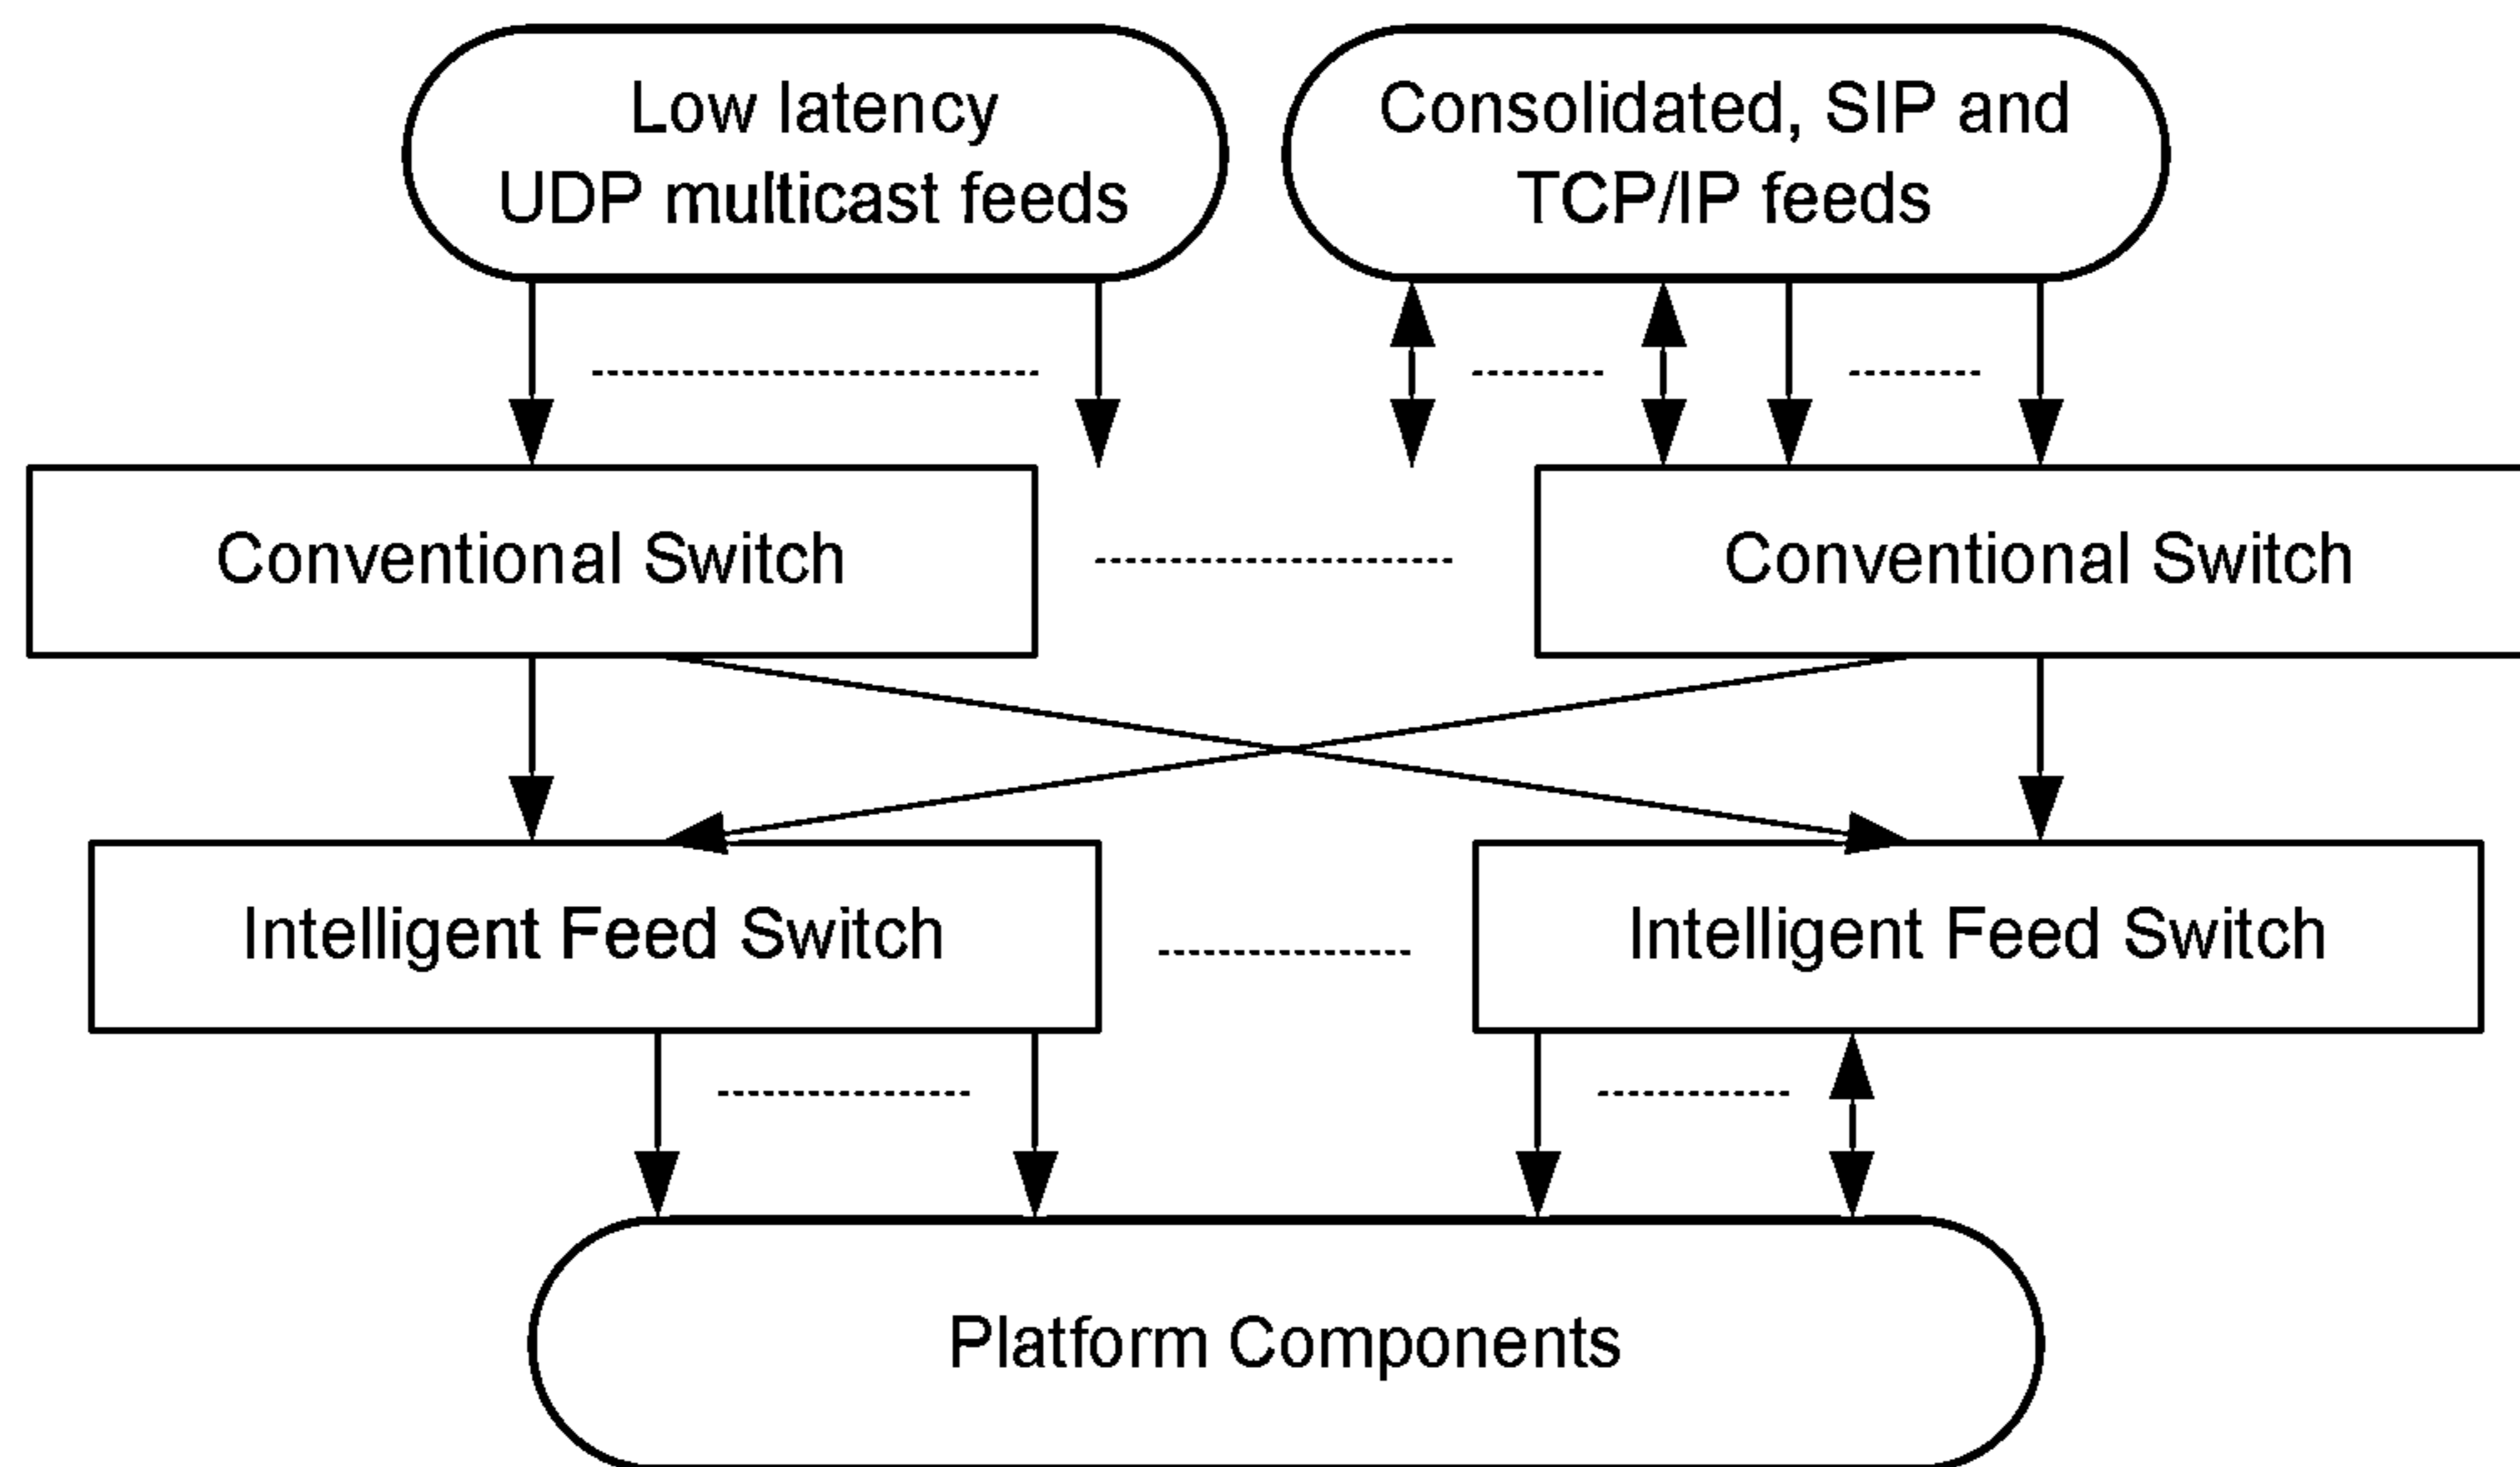 Low latency
UDP multicast feeds
Consolidated, SIP and
TCP/IP feeds
Conventional Switch
Conventional Switch
Intelligent Feed Switch
Intelligent Feed Switch
Platform Components